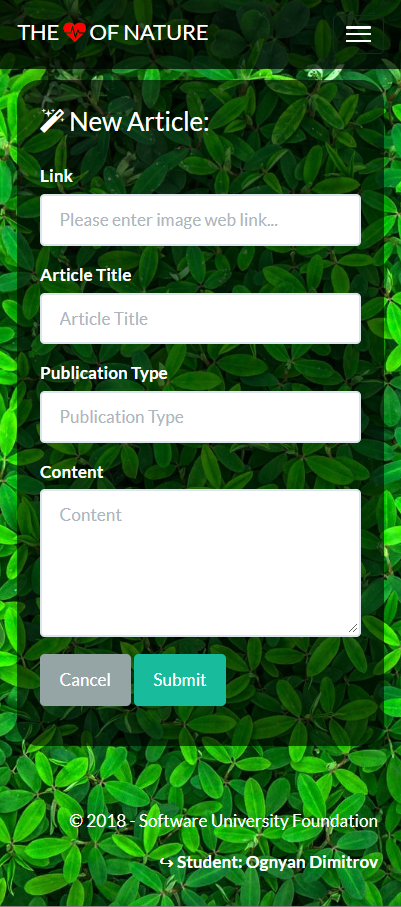 THE OF NATURE
New Article:
Link
Please enter image web link...
Article Title
Article Title
Publication Type
Publication Type
Content
Content
Cancel Submit
© 2018 - Software University Foundation
↪ Student: Ognyan Dimitrov